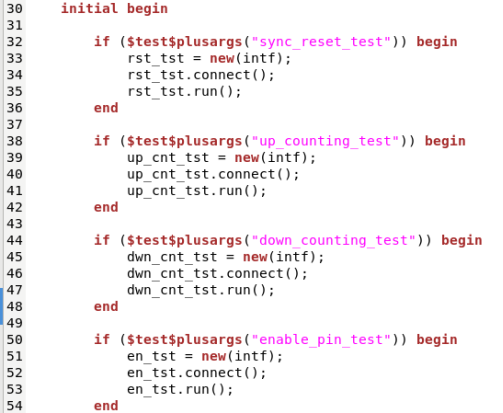 30    initial begin
31
32        if ($test$plusargs("sync_reset_test")) begin
33            rst_tst = new(intf);
34            rst_tst.connect();
35            rst_tst.run();
36        end
37
38        if ($test$plusargs("up_counting_test")) begin
39            up_cnt_tst = new(intf);
40            up_cnt_tst.connect();
41            up_cnt_tst.run();
42        end
43
44        if ($test$plusargs("down_counting_test")) begin
45            dwn_cnt_tst = new(intf);
46            dwn_cnt_tst.connect();
47            dwn_cnt_tst.run();
48        end
49
50        if ($test$plusargs("enable_pin_test")) begin
51            en_tst = new(intf);
52            en_tst.connect();
53            en_tst.run();
54        end